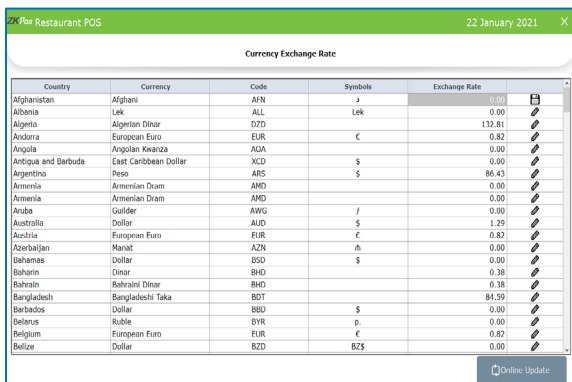 ZKPos Restaurant POS 22 January 2021 X
Currency Exchange Rate
Country Currency Code Symbols Exchange Rate
Afghanistan Afghani AFN 0.00
Albania Lek ALL Lek 0.00
Algeria Algerian Dinar DZD 132.81
Andorra European Euro EUR € 0.82
Angola Angolan Kwanza AOA 0.00
Antigua and Barbuda East Caribbean Dollar XCD $ 0.00
Argentina Peso ARS $ 86.43
Armenia Armenian Dram AMD 0.00
Armenia Armenian Dram AMD 0.00
Aruba Guilder AWG ƒ 0.00
Australia Dollar AUD $ 1.29
Austria European Euro EUR € 0.82
Azerbaijan Manat AZN ₼ 0.00
Bahamas Dollar BSD $ 0.00
Baharin Dinar BHD 0.38
Bahrain Bahraini Dinar BHD 0.38
Bangladesh Bangladeshi Taka BDT 84.59
Barbados Dollar BBD $ 0.00
Belarus Ruble BYR p. 0.00
Belgium European Euro EUR € 0.82
Belize Dollar BZD BZ$ 0.00
Online Update